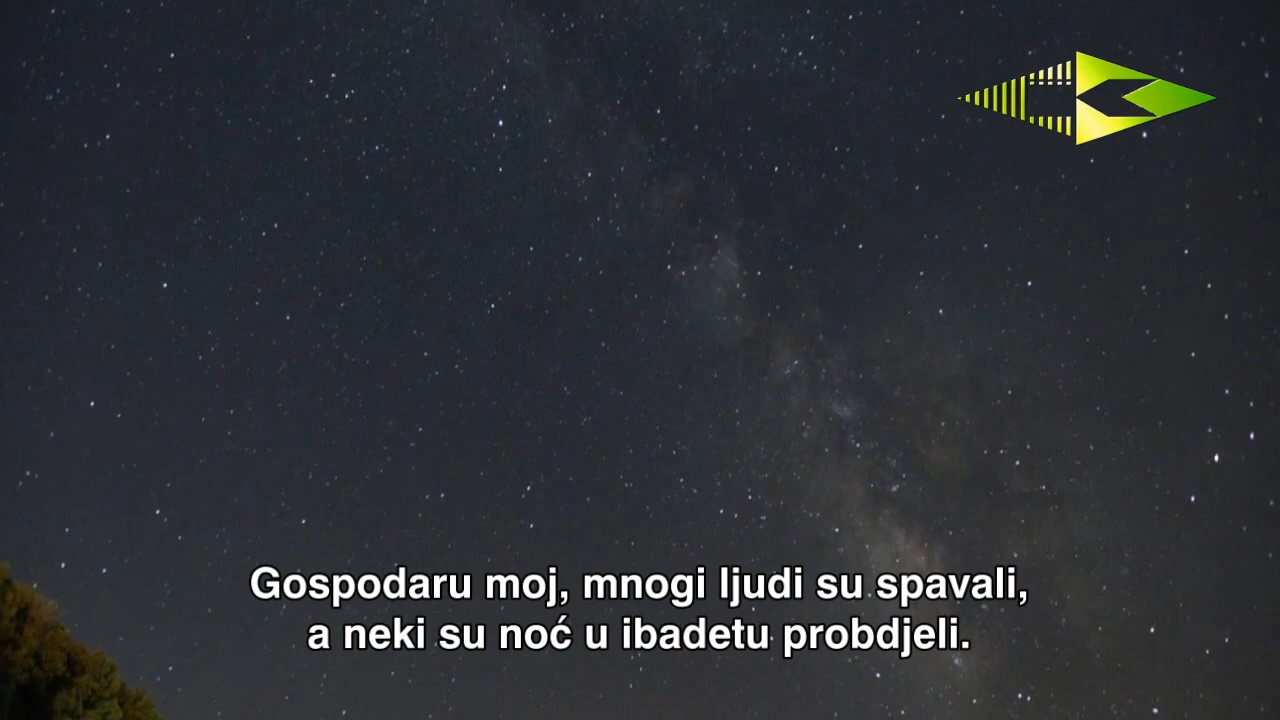 Gospodaru moj, mnogi ljudi su spavali,
a neki su noć u ibadetu probdjeli.